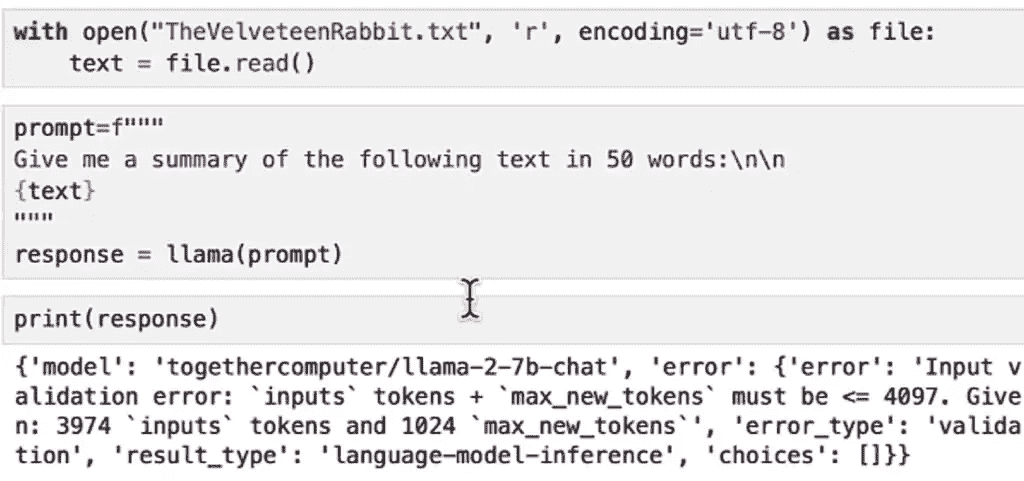 with open("TheVelveteenRabbit.txt", 'r', encoding='utf-8') as file:
    text = file.read()
prompt=f"""
Give me a summary of the following text in 50 words:\n\n
{text}
"""
response = llama(prompt)
print(response)
{'model': 'togethercomputer/llama-2-7b-chat', 'error': {'error': 'Input v
alidation error: `inputs` tokens + `max_new_tokens` must be <= 4097. Give
n: 3974 `inputs` tokens and 1024 `max_new_tokens`', 'error_type': 'valida
tion', 'result_type': 'language-model-inference', 'choices': []}}